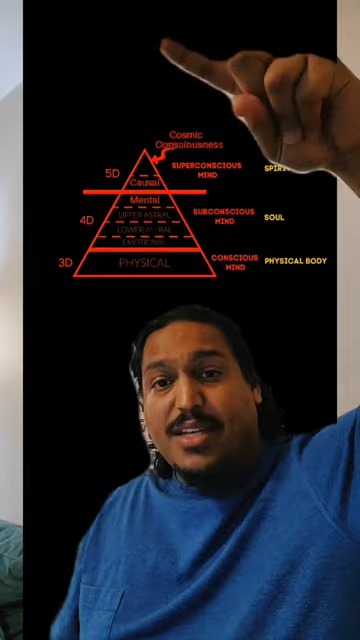 Cosmic
Consciousness
5D
SUPERCONSCIOUS
MIND
SPIRIT
Causal
Mental
4D
UPPER ASTRAL
SUBCONSCIOUS
MIND
SOUL
LOWER ASTRAL
EMOTIONAL
3D
PHYSICAL
CONSCIOUS
MIND
PHYSICAL BODY